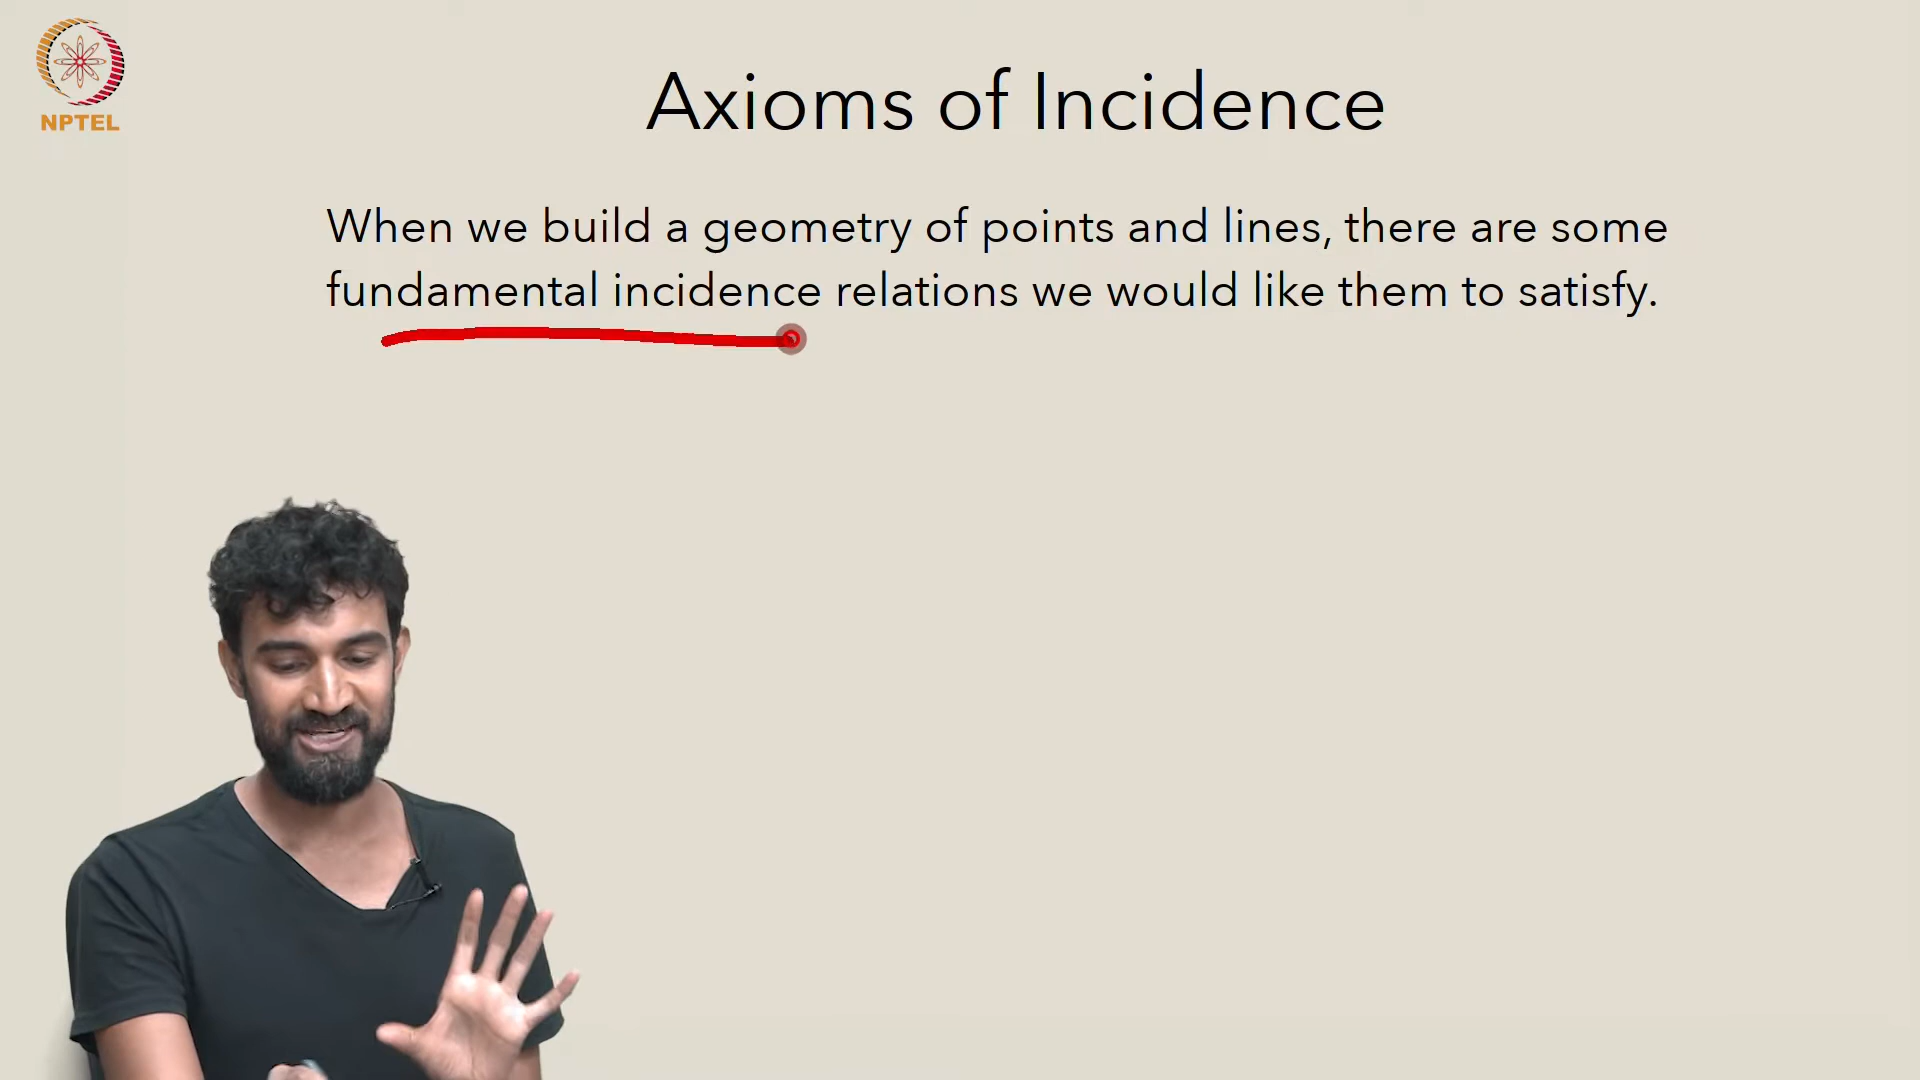 NPTEL
Axioms of Incidence
When we build a geometry of points and lines, there are some
fundamental incidence relations we would like them to satisfy.